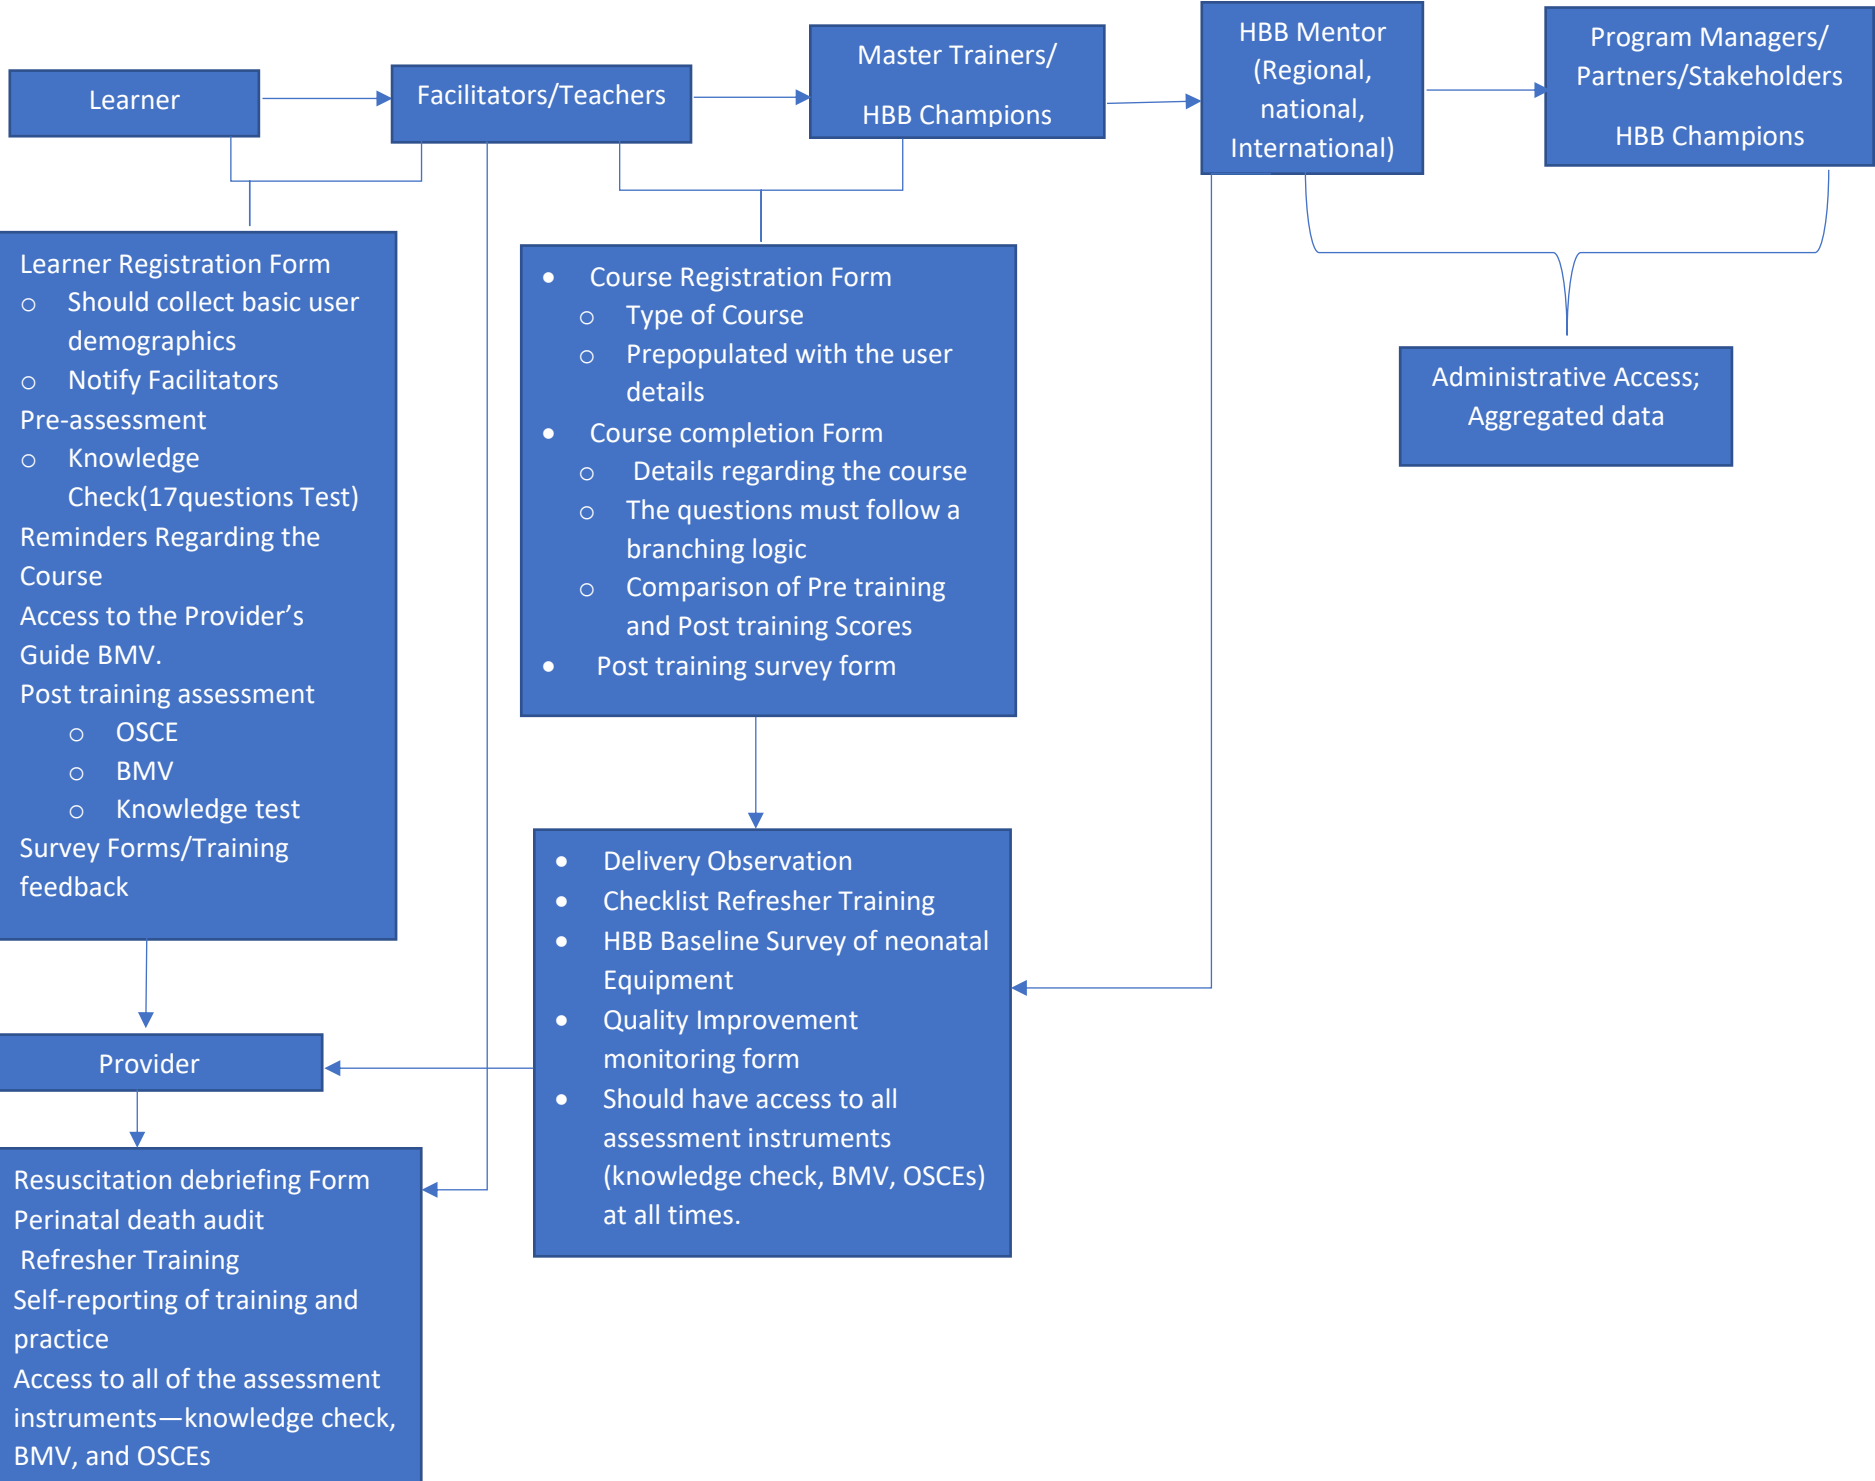 Learner
Facilitators/Teachers
Master Trainers/
HBB Champions
HBB Mentor
(Regional,
national,
International)
Program Managers/
Partners/Stakeholders
HBB Champions
Learner Registration Form
o Should collect basic user
demographics
o Notify Facilitators
Pre-assessment
o Knowledge
Check(17questions Test)
Reminders Regarding the
Course
Access to the Provider’s
Guide BMV.
Post training assessment
o OSCE
o BMV
o Knowledge test
Survey Forms/Training
feedback
• Course Registration Form
o Type of Course
o Prepopulated with the user
details
• Course completion Form
o Details regarding the course
o The questions must follow a
branching logic
o Comparison of Pre training
and Post training Scores
• Post training survey form
Administrative Access;
Aggregated data
• Delivery Observation
• Checklist Refresher Training
• HBB Baseline Survey of neonatal
Equipment
• Quality Improvement
monitoring form
• Should have access to all
assessment instruments
(knowledge check, BMV, OSCEs)
at all times.
Provider
Resuscitation debriefing Form
Perinatal death audit
Refresher Training
Self-reporting of training and
practice
Access to all of the assessment
instruments—knowledge check,
BMV, and OSCEs